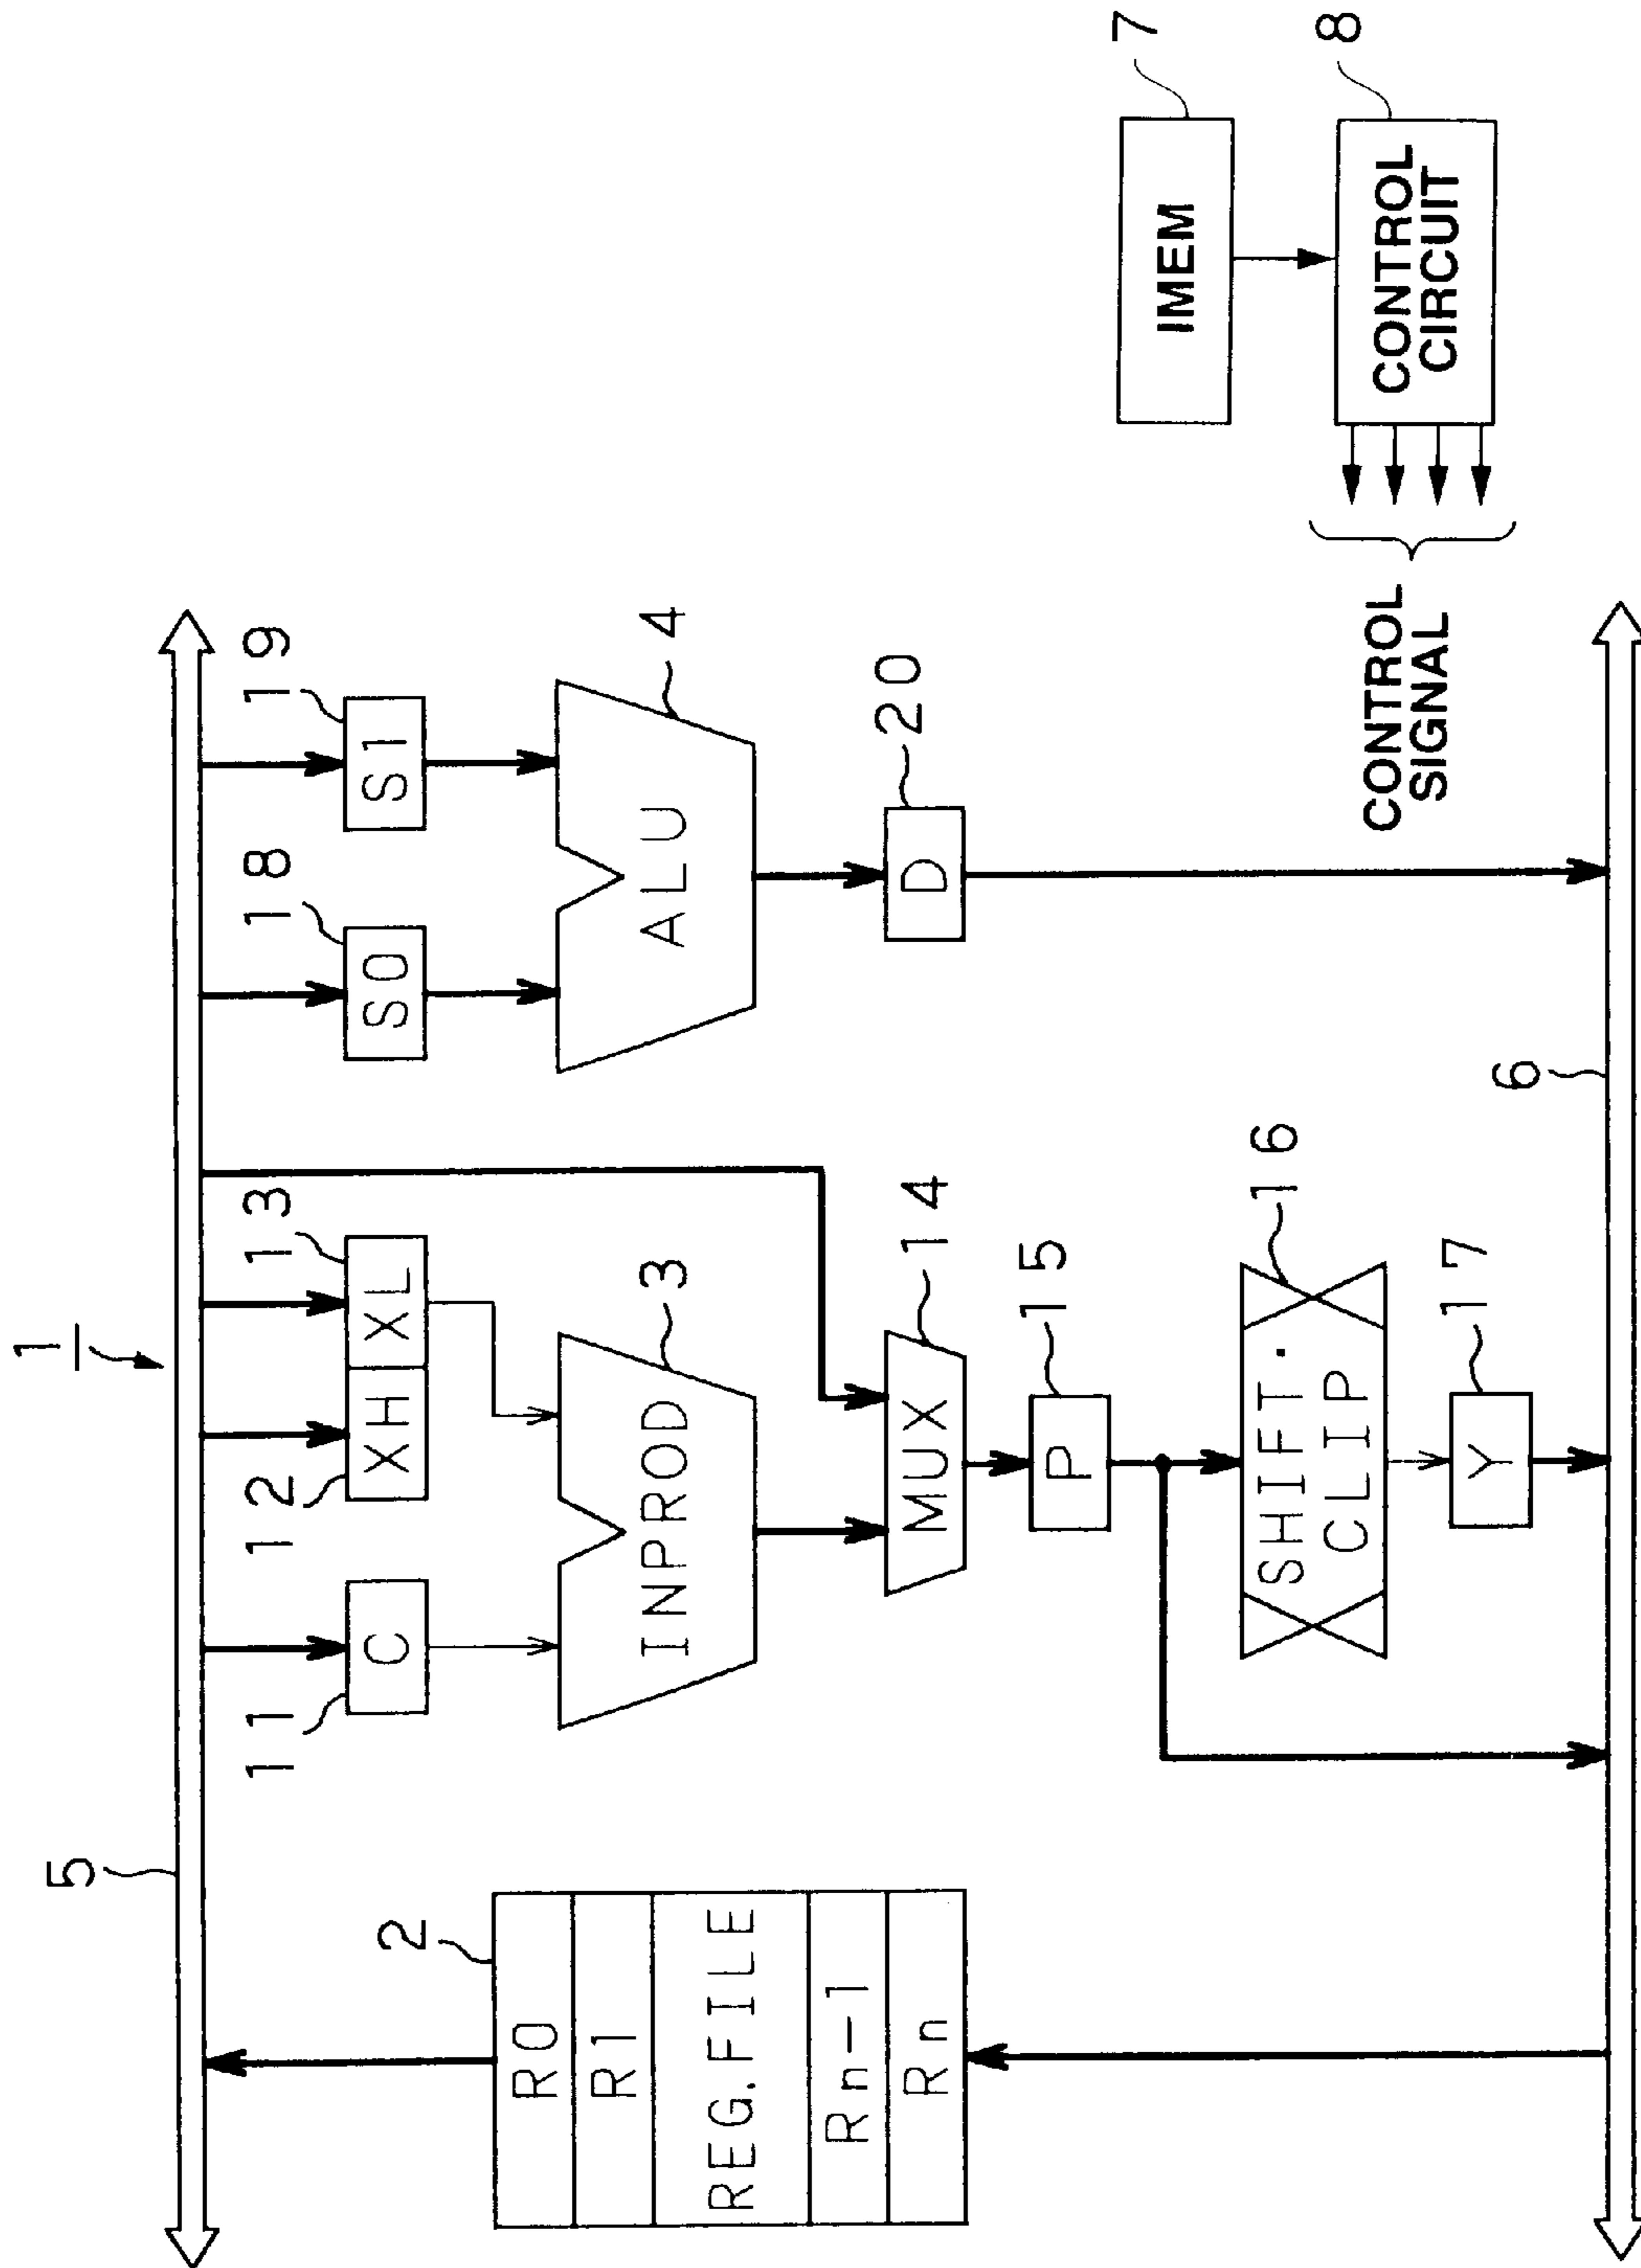 1
5
11
12
13
18
19
C
XH
XL
S0
S1
2
R0
R1
REG.FILE
Rn-1
Rn
INPROD
3
ALU
4
MUX
14
D
20
P
15
SHIFT·
CLIP
16
Y
17
6
IMEM
7
CONTROL
CIRCUIT
8
CONTROL
SIGNAL